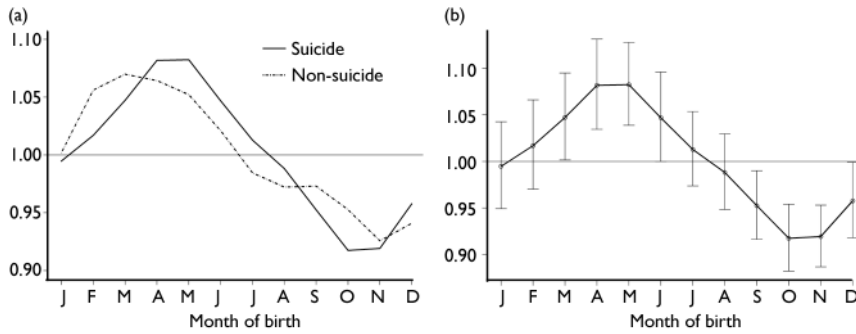 (a)
1.10
1.05
1.00
0.95
0.90
Suicide
Non-suicide
J F M A M J J A S O N D
Month of birth
(b)
1.10
1.05
1.00
0.95
0.90
J F M A M J J A S O N D
Month of birth